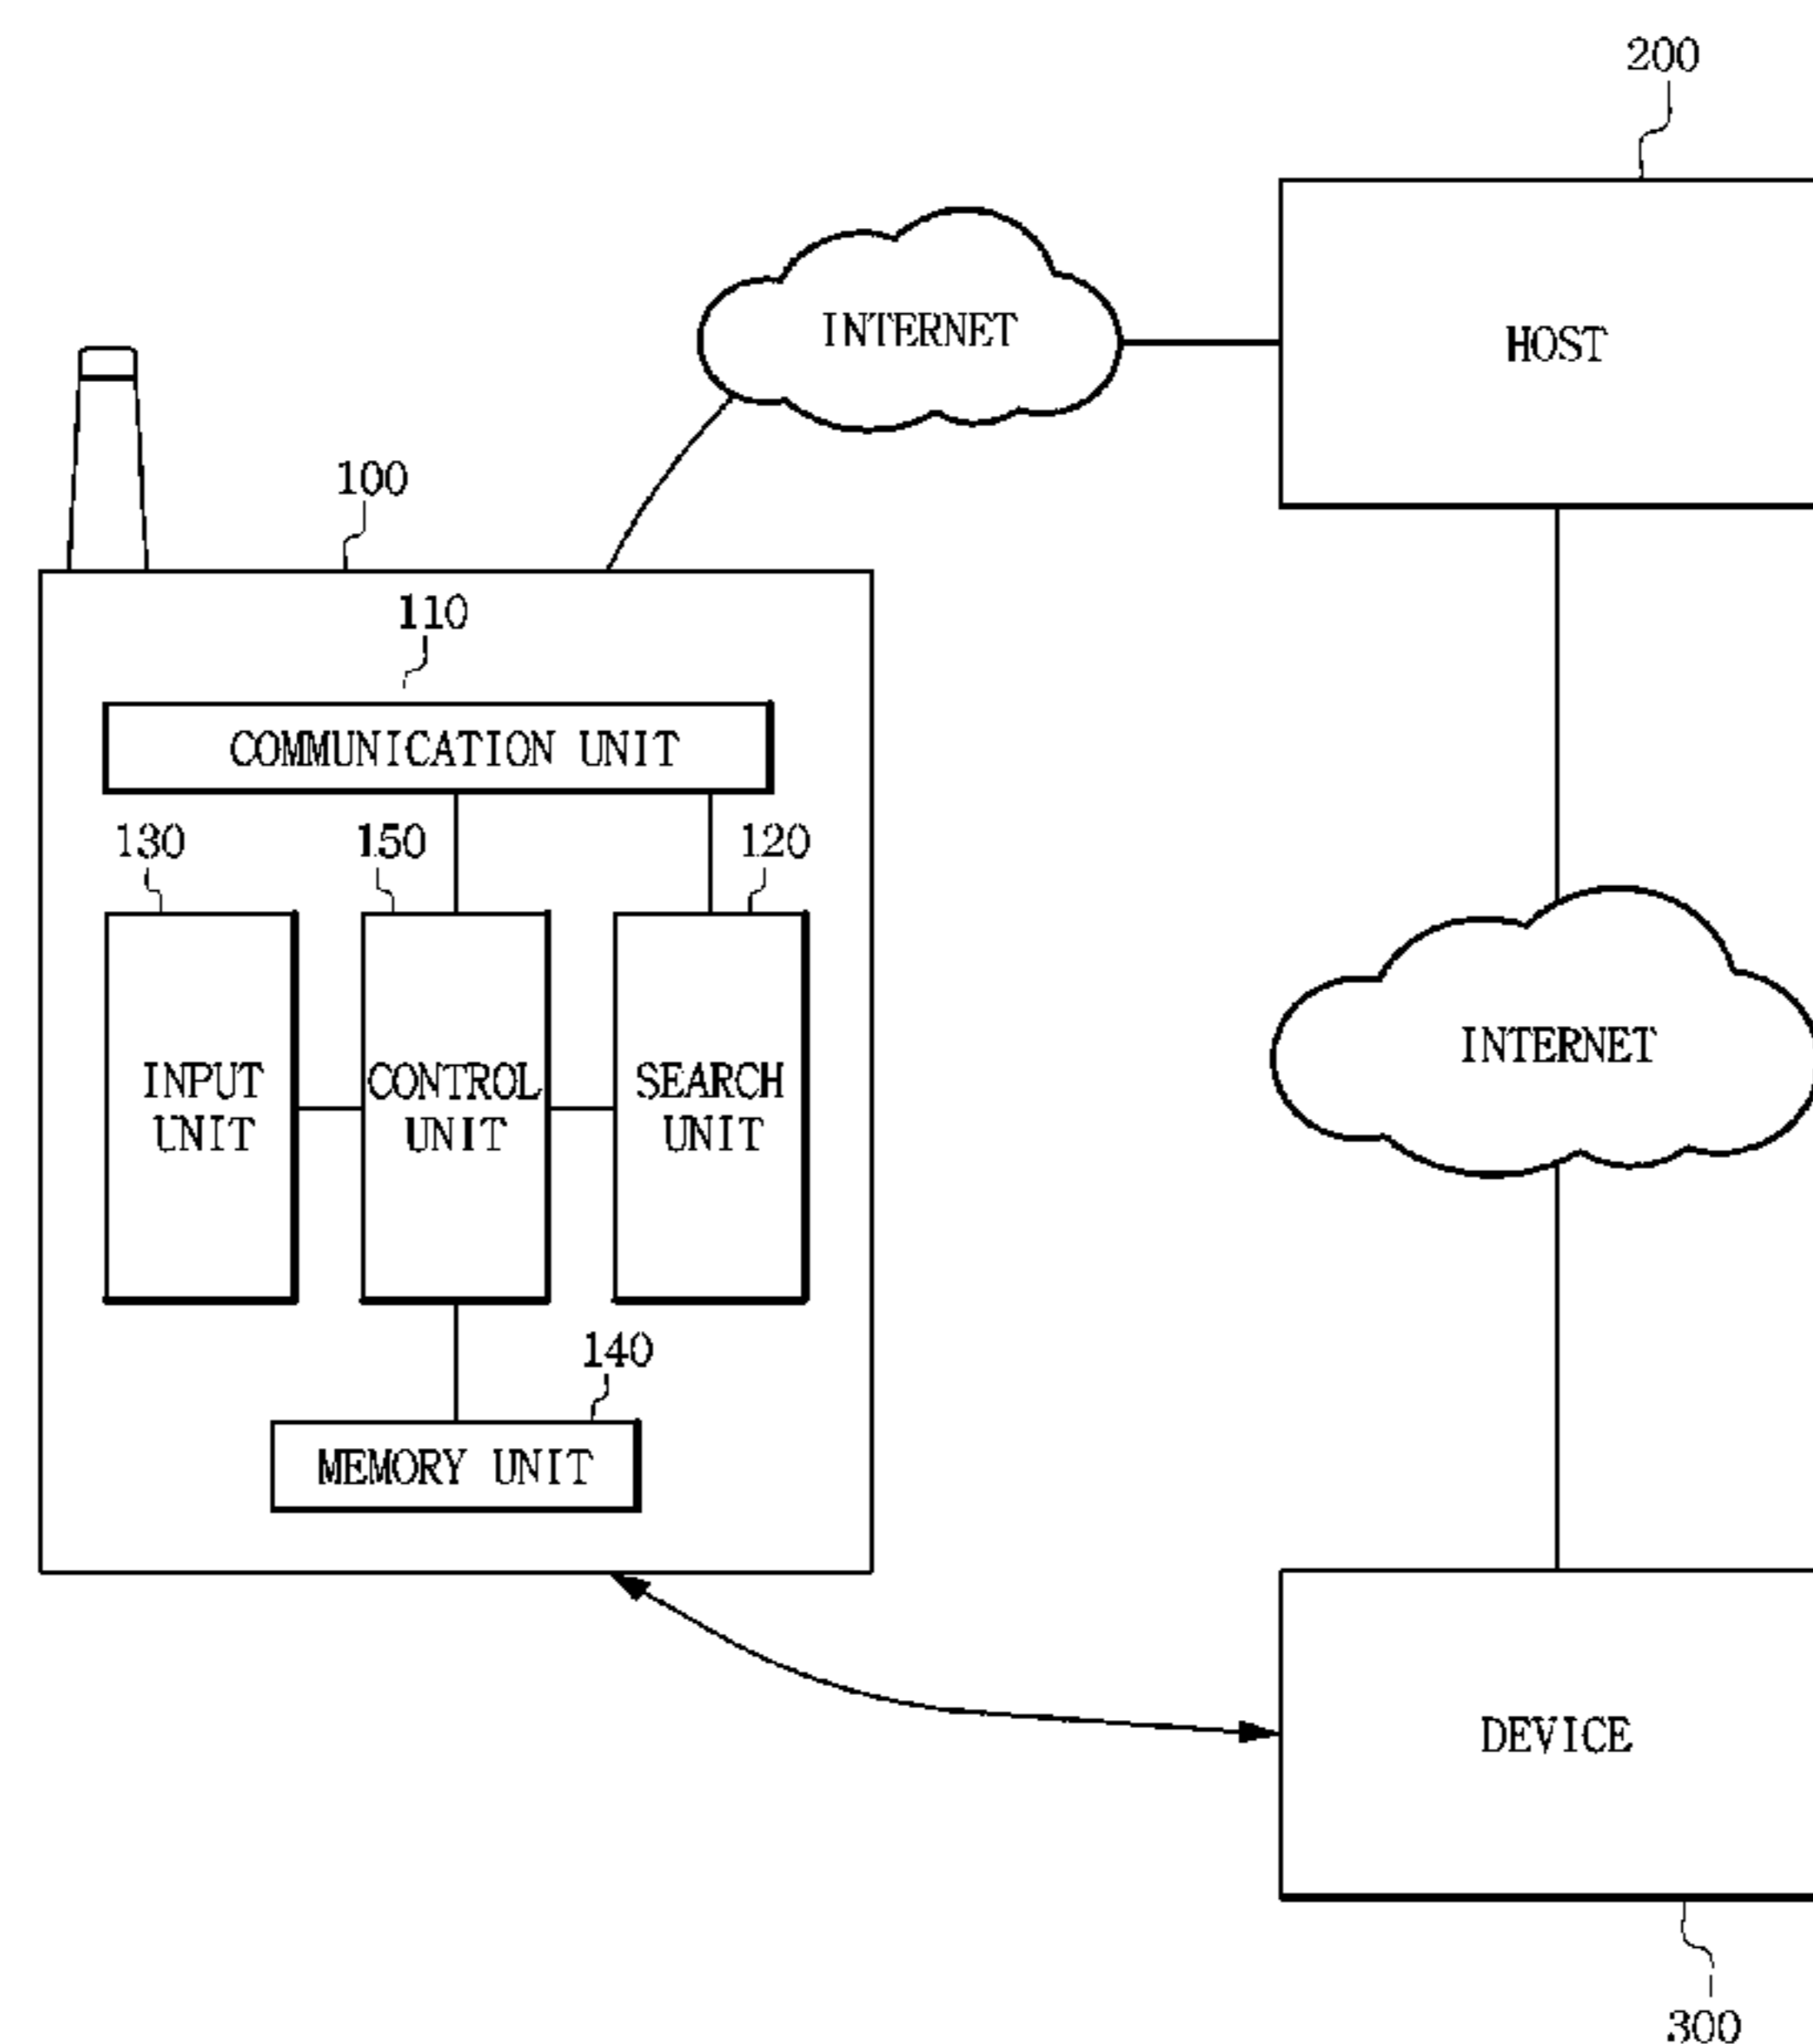 200
INTERNET
HOST
100
110
COMMUNICATION UNIT
130
150
120
INPUT
UNIT
CONTROL
UNIT
SEARCH
UNIT
INTERNET
140
MEMORY UNIT
DEVICE
300